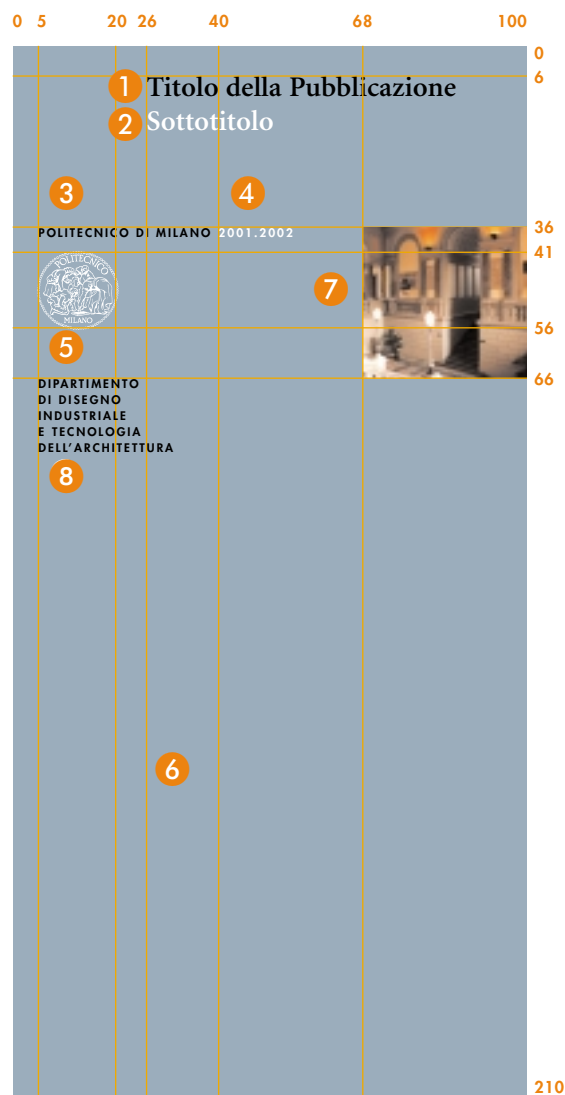 0 5 20 26 40 68 100
0
6
1 Titolo della Pubblicazione
2 Sottotitolo
3 4
POLITECNICO DI MILANO 2001.2002
36
41
POLITECNICO
MILANO
7
56
5
66
DIPARTIMENTO
DI DISEGNO
INDUSTRIALE
E TECNOLOGIA
DELL'ARCHITETTURA
8
6
210